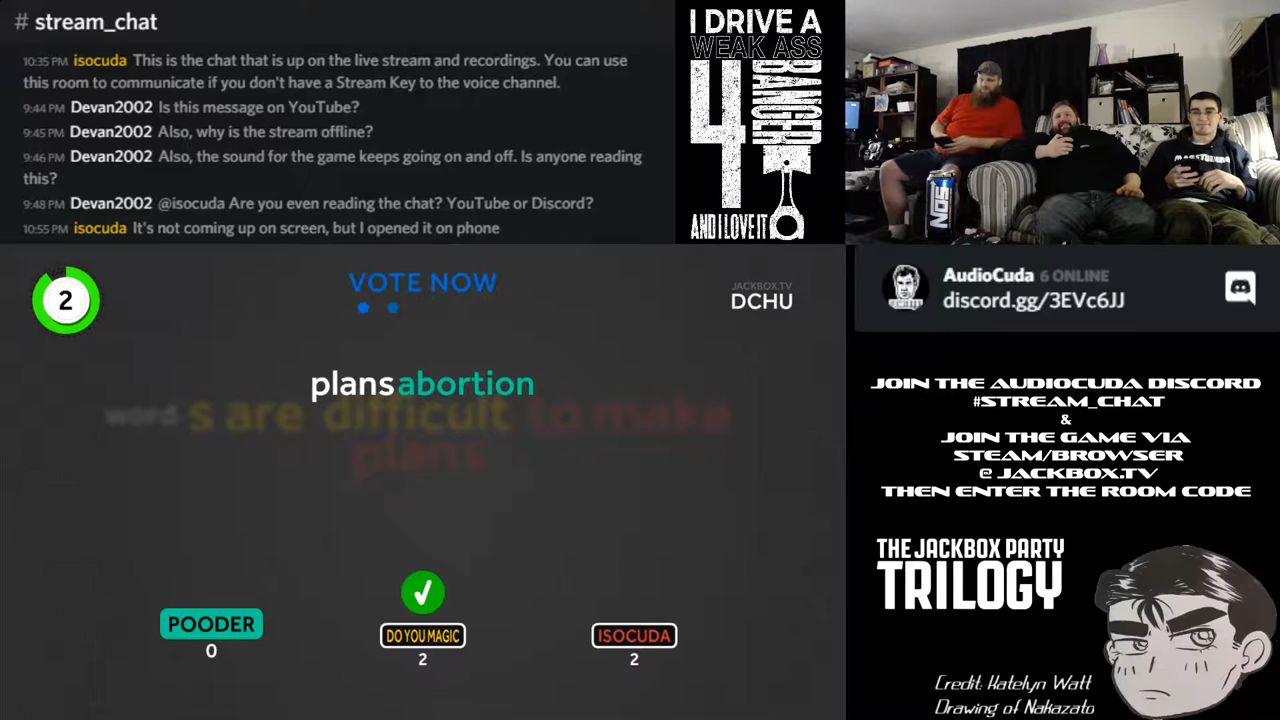 # stream_chat
10:35 PM isocuda This is the chat that is up on the live stream and recordings. You can use
this room to communicate if you don't have a Steam Key to the voice channel.
9:44 PM Devan2002 Is this message on YouTube?
9:45 PM Devan2002 Also, why is the stream offline?
9:46 PM Devan2002 Also, the sound for the game keeps going on and off. Is anyone reading
this?
9:48 PM Devan2002 @isocuda Are you even reading the chat? YouTube or Discord?
10:55 PM isocuda It's not coming up on screen, but I opened it on phone
I DRIVE A
WEAK ASS
4 BANGER
AND I LOVE IT
NOS
AudioCuda 6 ONLINE
discord.gg/3EVc6JJ
2
VOTE NOW
JACKBOX.TV
DCHU
plans abortion
word s are difficult to make
plans
POODER
0
DO YOU MAGIC
2
ISOCUDA
2
JOIN THE AUDIOCUDA DISCORD
#STREAM_CHAT
&
JOIN THE GAME VIA
STEAM/BROWSER
@ JACKBOX.TV
THEN ENTER THE ROOM CODE
THE JACKBOX PARTY
TRILOGY
Credit: Katelyn Watt
Drawing of Nakazato